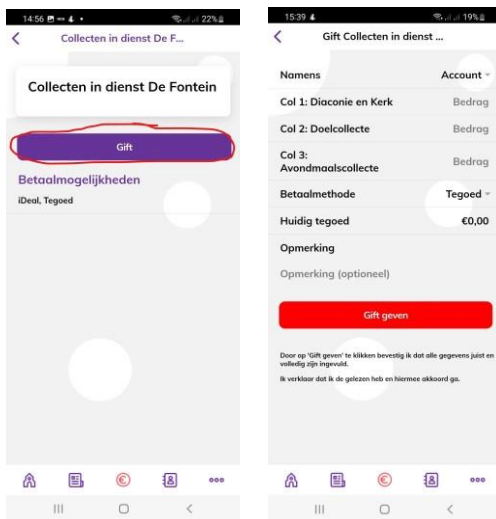 14:56
22%
Collecten in dienst De F...
Collecten in dienst De Fontein
Gift
Betaalmogelijkheden
iDeal, Tegoed
15:39
19%
Gift Collecten in dienst ...
Namens Account
Col 1: Diaconie en Kerk Bedrag
Col 2: Doelcollecte Bedrag
Col 3:
Avondmaalscollecte Bedrag
Betaalmethode Tegoed
Huidig tegoed €0,00
Opmerking
Opmerking (optioneel)
Gift geven
Door op 'Gift geven' te klikken bevestig ik dat alle gegevens juist en
volledig zijn ingevuld.
Ik verklaar dat ik de gelezen heb en hiermee akkoord ga.